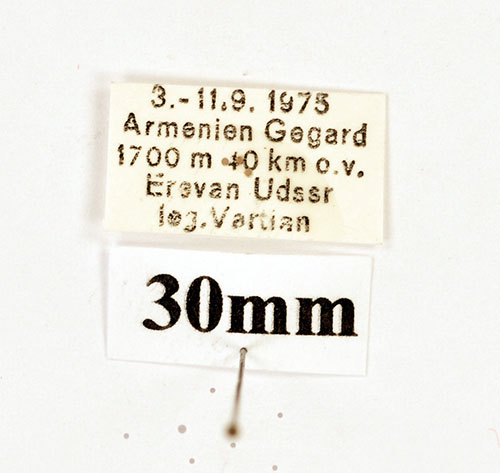 3.-11.9. 1975
Armenien Gegard
1700 m 40 km o.v.
Erevan Udssr
leg.Vartian
30mm